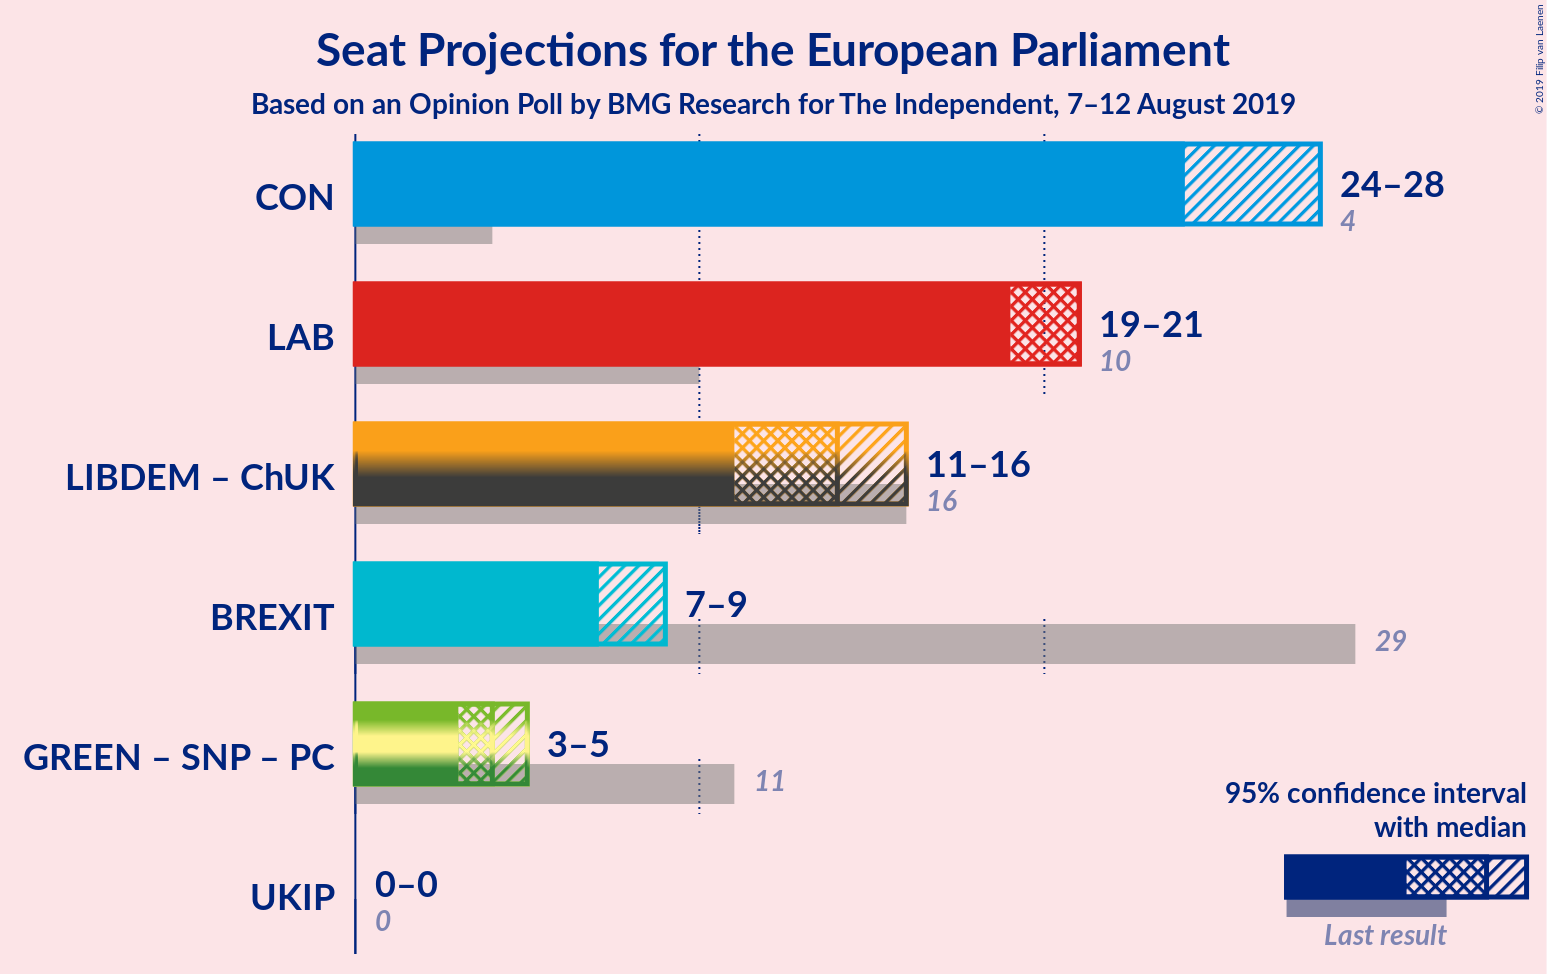 Seat Projections for the European Parliament
Based on an Opinion Poll by BMG Research for The Independent, 7–12 August 2019
© 2019 Filip van Laenen
CON
24–28
4
LAB
19–21
10
LIBDEM – ChUK
11–16
16
BREXIT
7–9
29
GREEN – SNP – PC
3–5
11
UKIP
0–0
0
95% confidence interval
with median
Last result